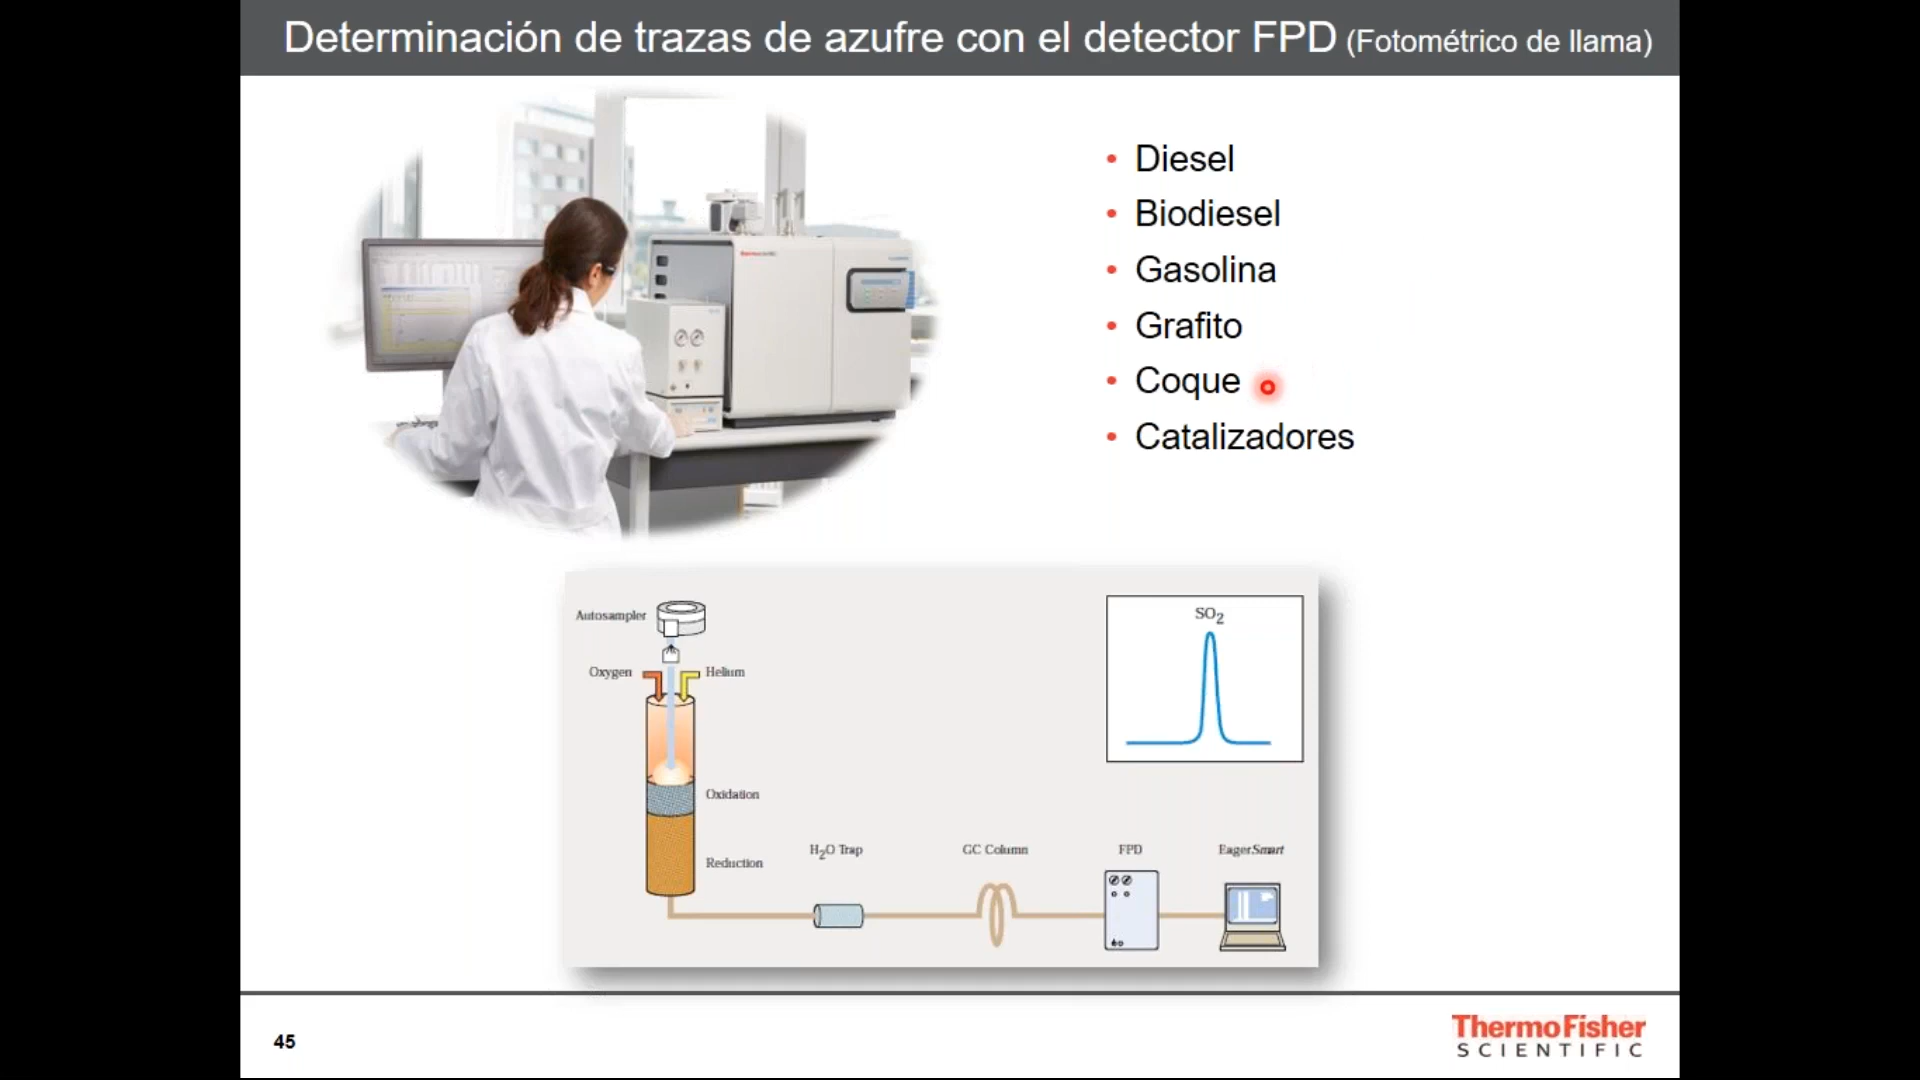 Determinación de trazas de azufre con el detector FPD (Fotométrico de llama)
• Diesel
• Biodiesel
• Gasolina
• Grafito
• Coque
• Catalizadores
Autosampler
Oxygen
Helium
Oxidation
Reduction
H2O Trap
GC Column
FPD
EagerSmart
SO2
45
ThermoFisher
SCIENTIFIC